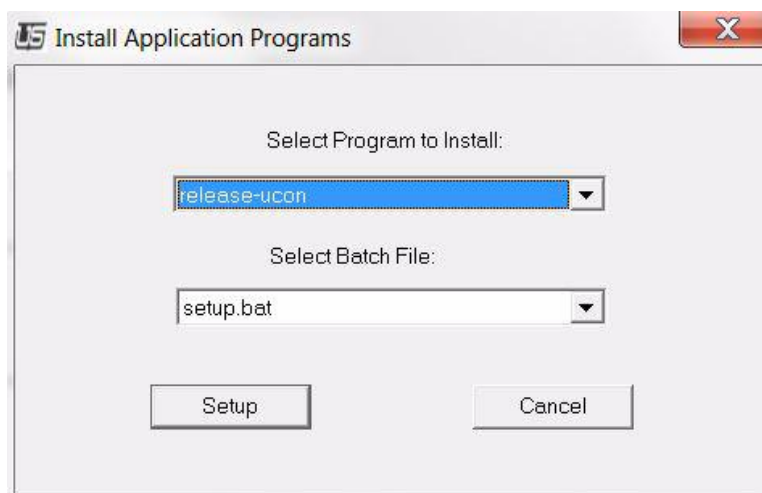 Install Application Programs
Select Program to Install:
release-ucon
Select Batch File:
setup.bat
Setup
Cancel